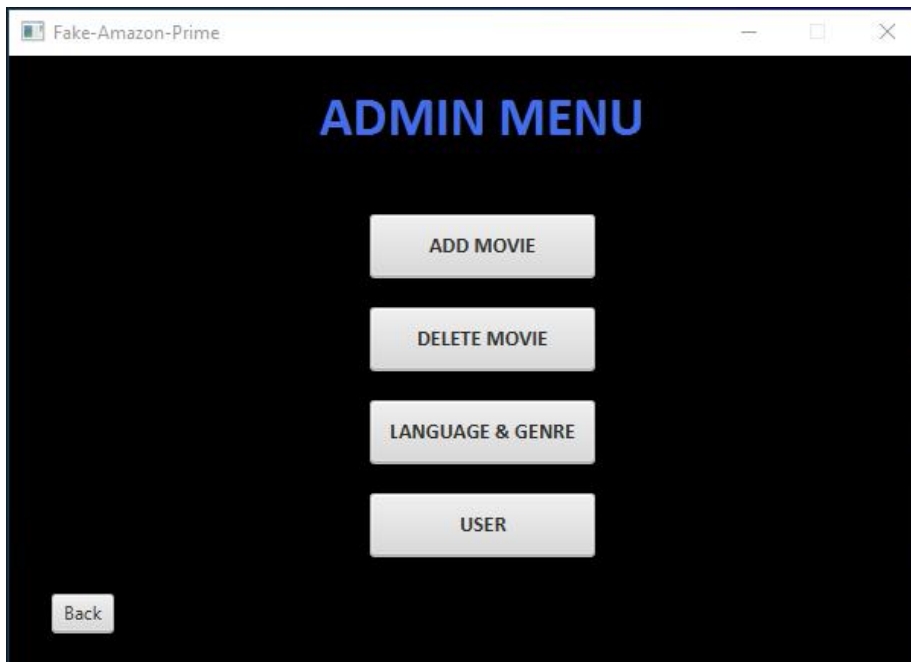 Fake-Amazon-Prime
ADMIN MENU
ADD MOVIE
DELETE MOVIE
LANGUAGE & GENRE
USER
Back